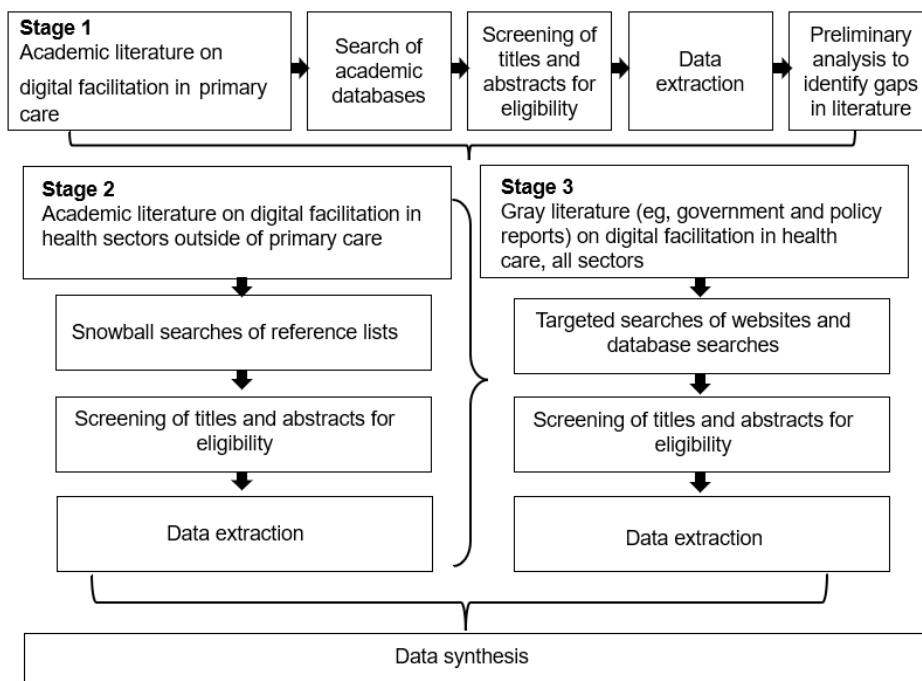 Stage 1
Academic literature on
digital facilitation in primary
care
Search of
academic
databases
Screening of
titles and
abstracts for
eligibility
Data
extraction
Preliminary
analysis to
identify gaps
in literature
Stage 2
Academic literature on digital facilitation in
health sectors outside of primary care
Snowball searches of reference lists
Screening of titles and abstracts for
eligibility
Data extraction
Stage 3
Gray literature (eg, government and policy
reports) on digital facilitation in health
care, all sectors
Targeted searches of websites and
database searches
Screening of titles and abstracts for
eligibility
Data extraction
Data synthesis